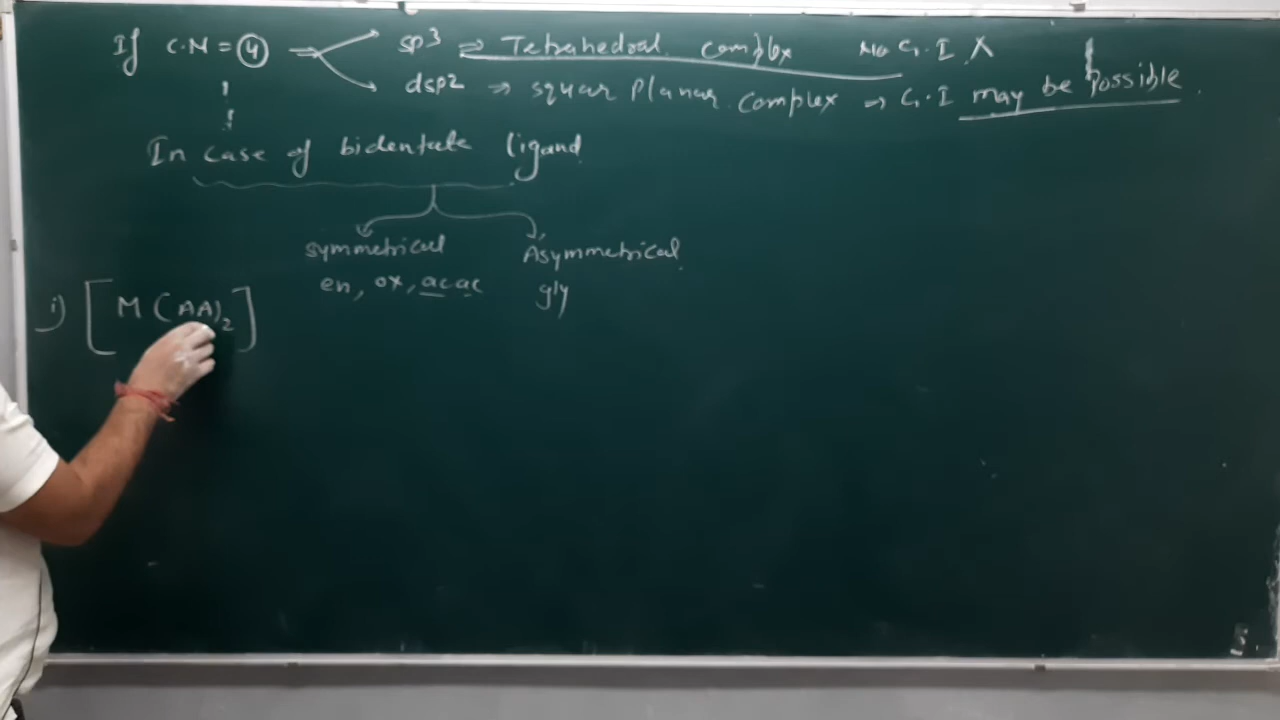 If C.N = 4 → sp3 ⇒ Tetrahedral complex No G.I X
dsp2 ⇒ squar planar complex ⇒ G.I may be possible
In case of bidentate ligand
symmetrical Asymmetrical
en, ox, acac gly
i) [M(AA)2]